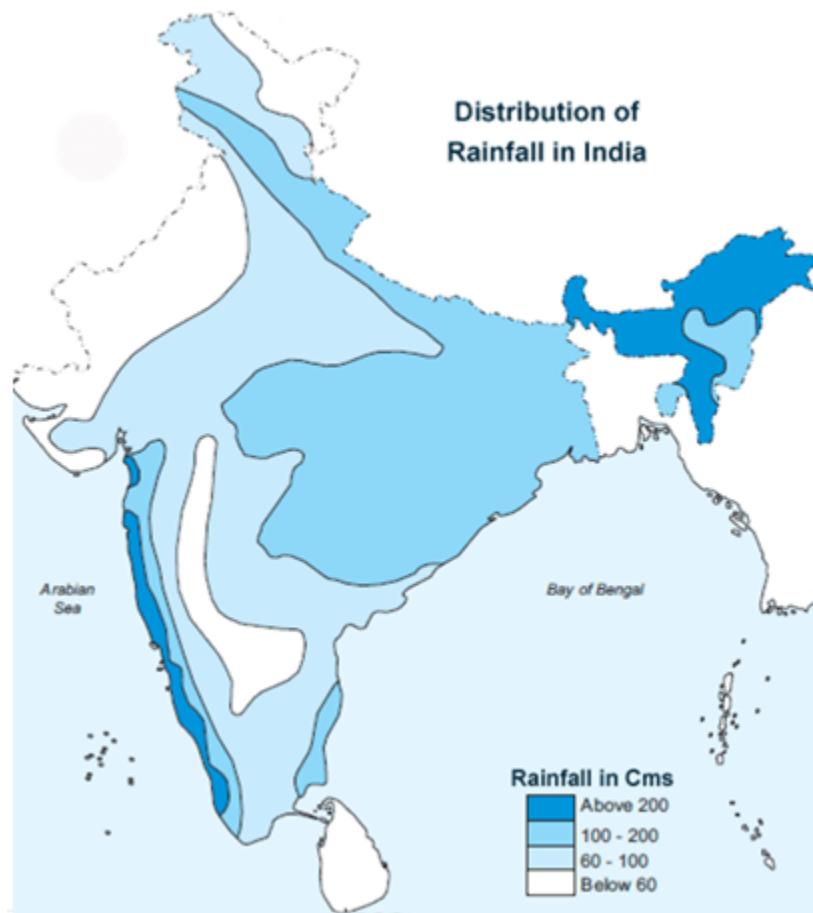 Distribution of
Rainfall in India
Arabian
Sea
Bay of Bengal
Rainfall in Cms
Above 200
100 - 200
60 - 100
Below 60